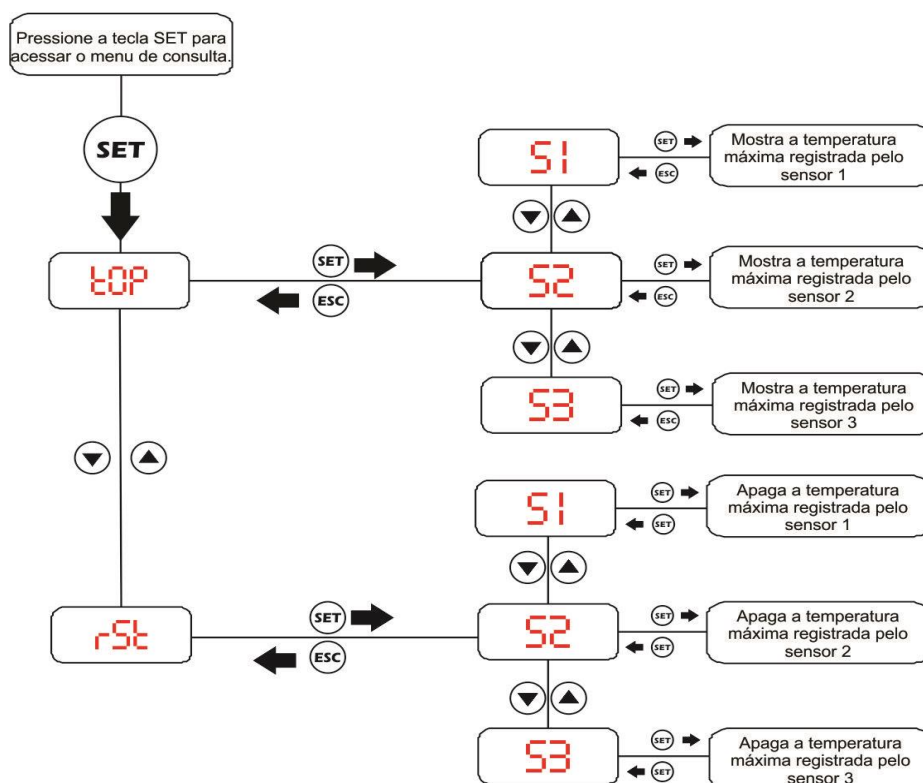 Pressione a tecla SET para
acessar o menu de consulta.
SET
tOP
SET
ESC
S1
SET
ESC
Mostra a temperatura
máxima registrada pelo
sensor 1
S2
SET
ESC
Mostra a temperatura
máxima registrada pelo
sensor 2
S3
SET
ESC
Mostra a temperatura
máxima registrada pelo
sensor 3
rSt
SET
ESC
S1
SET
SET
Apaga a temperatura
máxima registrada pelo
sensor 1
S2
SET
SET
Apaga a temperatura
máxima registrada pelo
sensor 2
S3
SET
SET
Apaga a temperatura
máxima registrada pelo
sensor 3